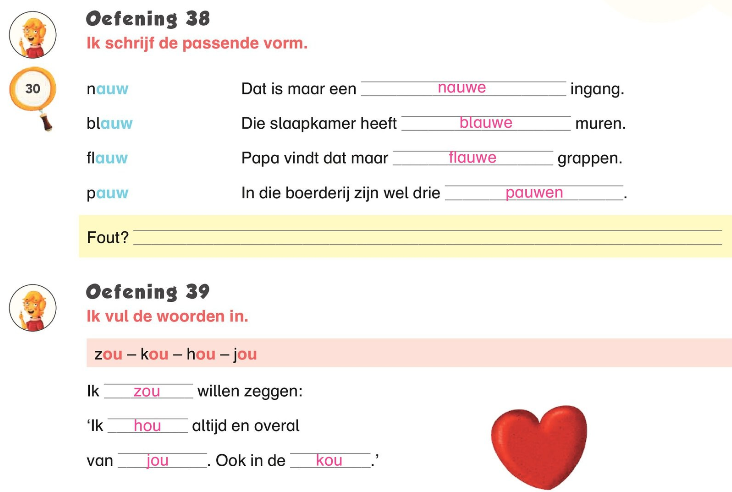 Oefening 38
Ik schrijf de passende vorm.
30
nauw Dat is maar een nauwe ingang.
blauw Die slaapkamer heeft blauwe muren.
flauw Papa vindt dat maar flauwe grappen.
pauw In die boerderij zijn wel drie pauwen.
Fout?
Oefening 39
Ik vul de woorden in.
zou – kou – hou – jou
Ik zou willen zeggen:
‘Ik hou altijd en overal
van jou. Ook in de kou.’